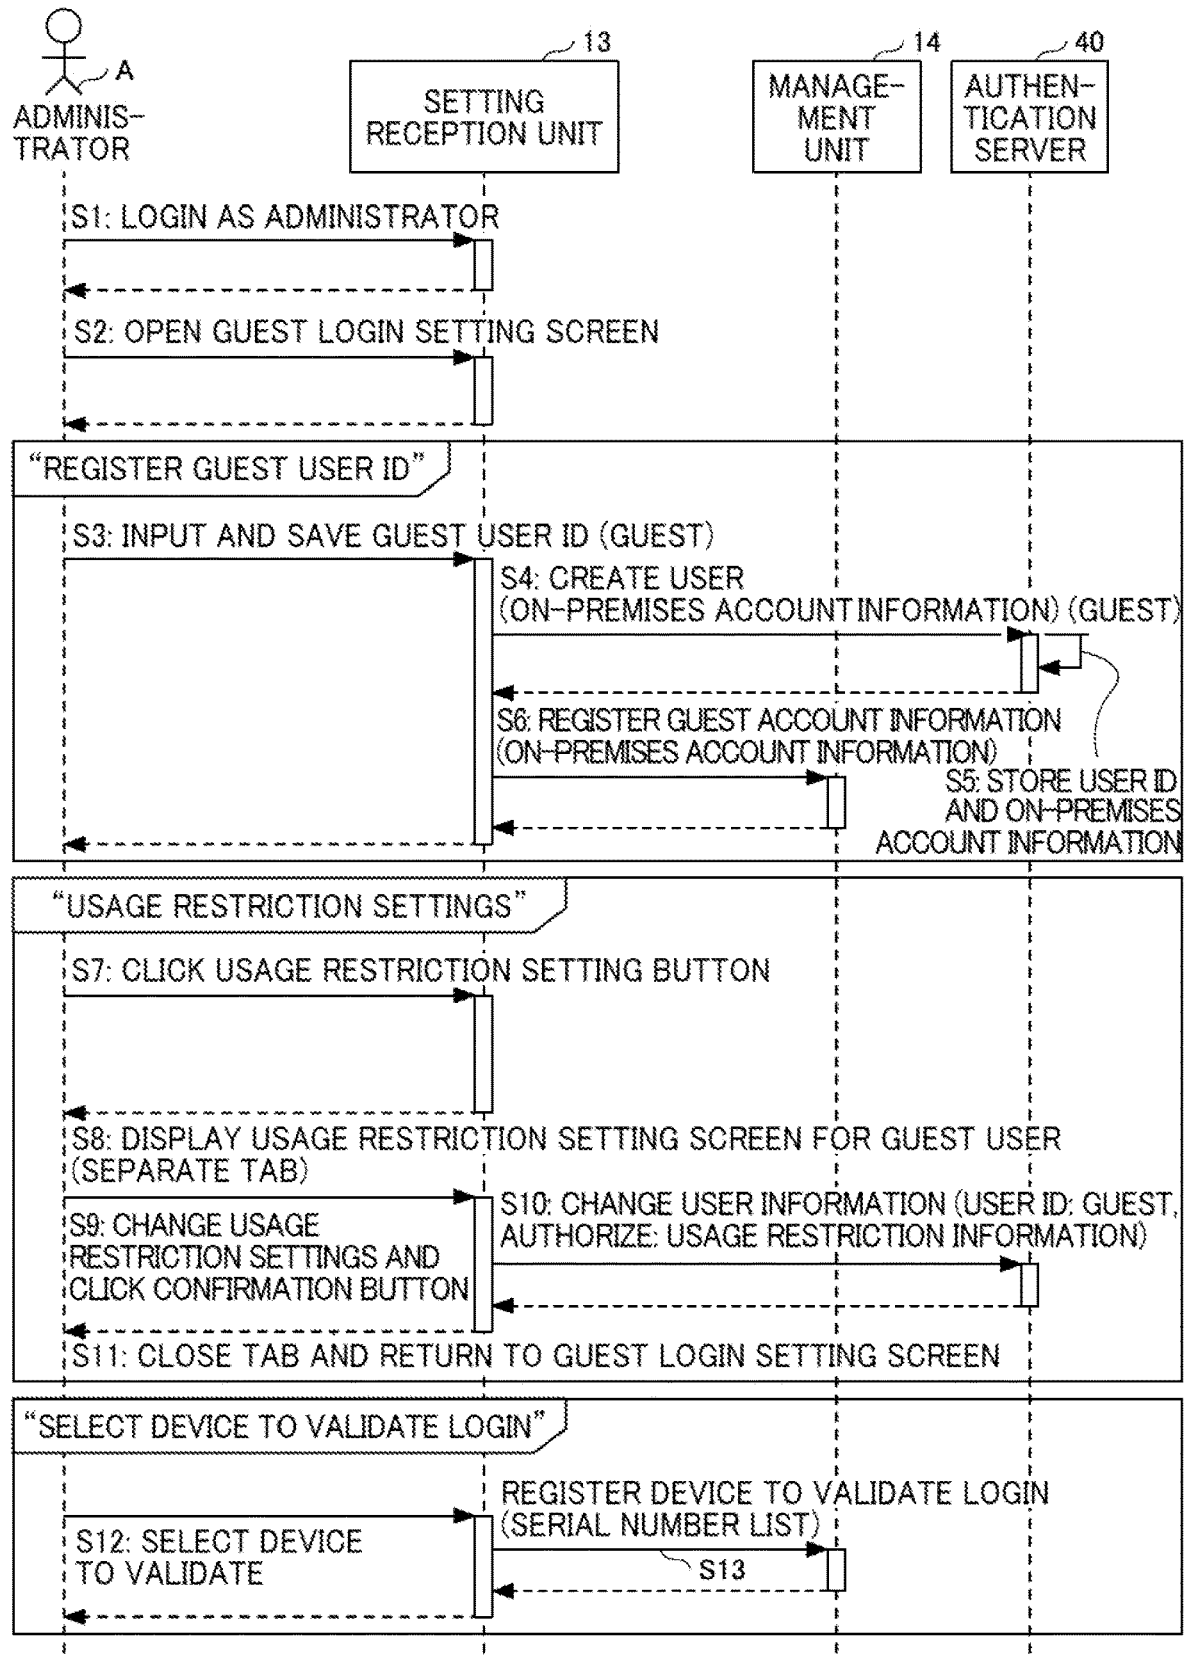 13
14
40
A
ADMINIS-
TRATOR
SETTING
RECEPTION UNIT
MANAGE-
MENT
UNIT
AUTHEN-
TICATION
SERVER
S1: LOGIN AS ADMINISTRATOR
S2: OPEN GUEST LOGIN SETTING SCREEN
“REGISTER GUEST USER ID”
S3: INPUT AND SAVE GUEST USER ID (GUEST)
S4: CREATE USER
(ON-PREMISES ACCOUNT INFORMATION) (GUEST)
S6: REGISTER GUEST ACCOUNT INFORMATION
(ON-PREMISES ACCOUNT INFORMATION)
S5: STORE USER ID
AND ON-PREMISES
ACCOUNT INFORMATION
“USAGE RESTRICTION SETTINGS”
S7: CLICK USAGE RESTRICTION SETTING BUTTON
S8: DISPLAY USAGE RESTRICTION SETTING SCREEN FOR GUEST USER
(SEPARATE TAB)
S9: CHANGE USAGE
RESTRICTION SETTINGS AND
CLICK CONFIRMATION BUTTON
S10: CHANGE USER INFORMATION (USER ID: GUEST,
AUTHORIZE: USAGE RESTRICTION INFORMATION)
S11: CLOSE TAB AND RETURN TO GUEST LOGIN SETTING SCREEN
“SELECT DEVICE TO VALIDATE LOGIN”
S12: SELECT DEVICE
TO VALIDATE
REGISTER DEVICE TO VALIDATE LOGIN
(SERIAL NUMBER LIST)
S13